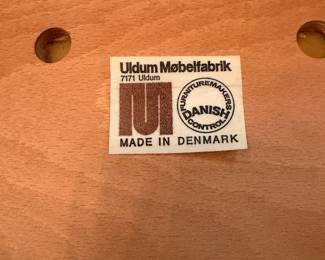 Uldum Møbelfabrik
7171 Uldum
FURNITUREMAKERS
DANISH
CONTROL
MADE IN DENMARK